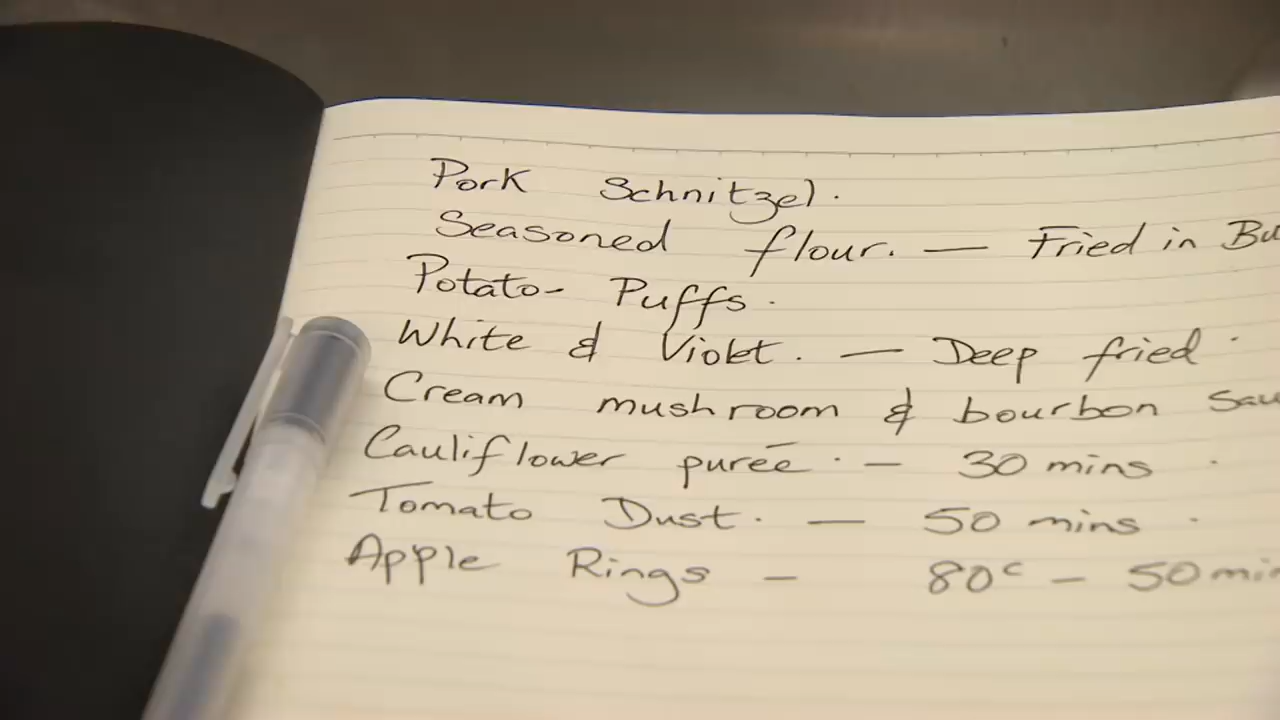 Pork Schnitzel.
Seasoned flour. — Fried in
Potato- Puffs.
White & Violet. — Deep fried.
Cream mushroom & bourbon
Cauliflower pureé. — 30 mins.
Tomato Dust. — 50 mins.
Apple Rings — 80c — 50